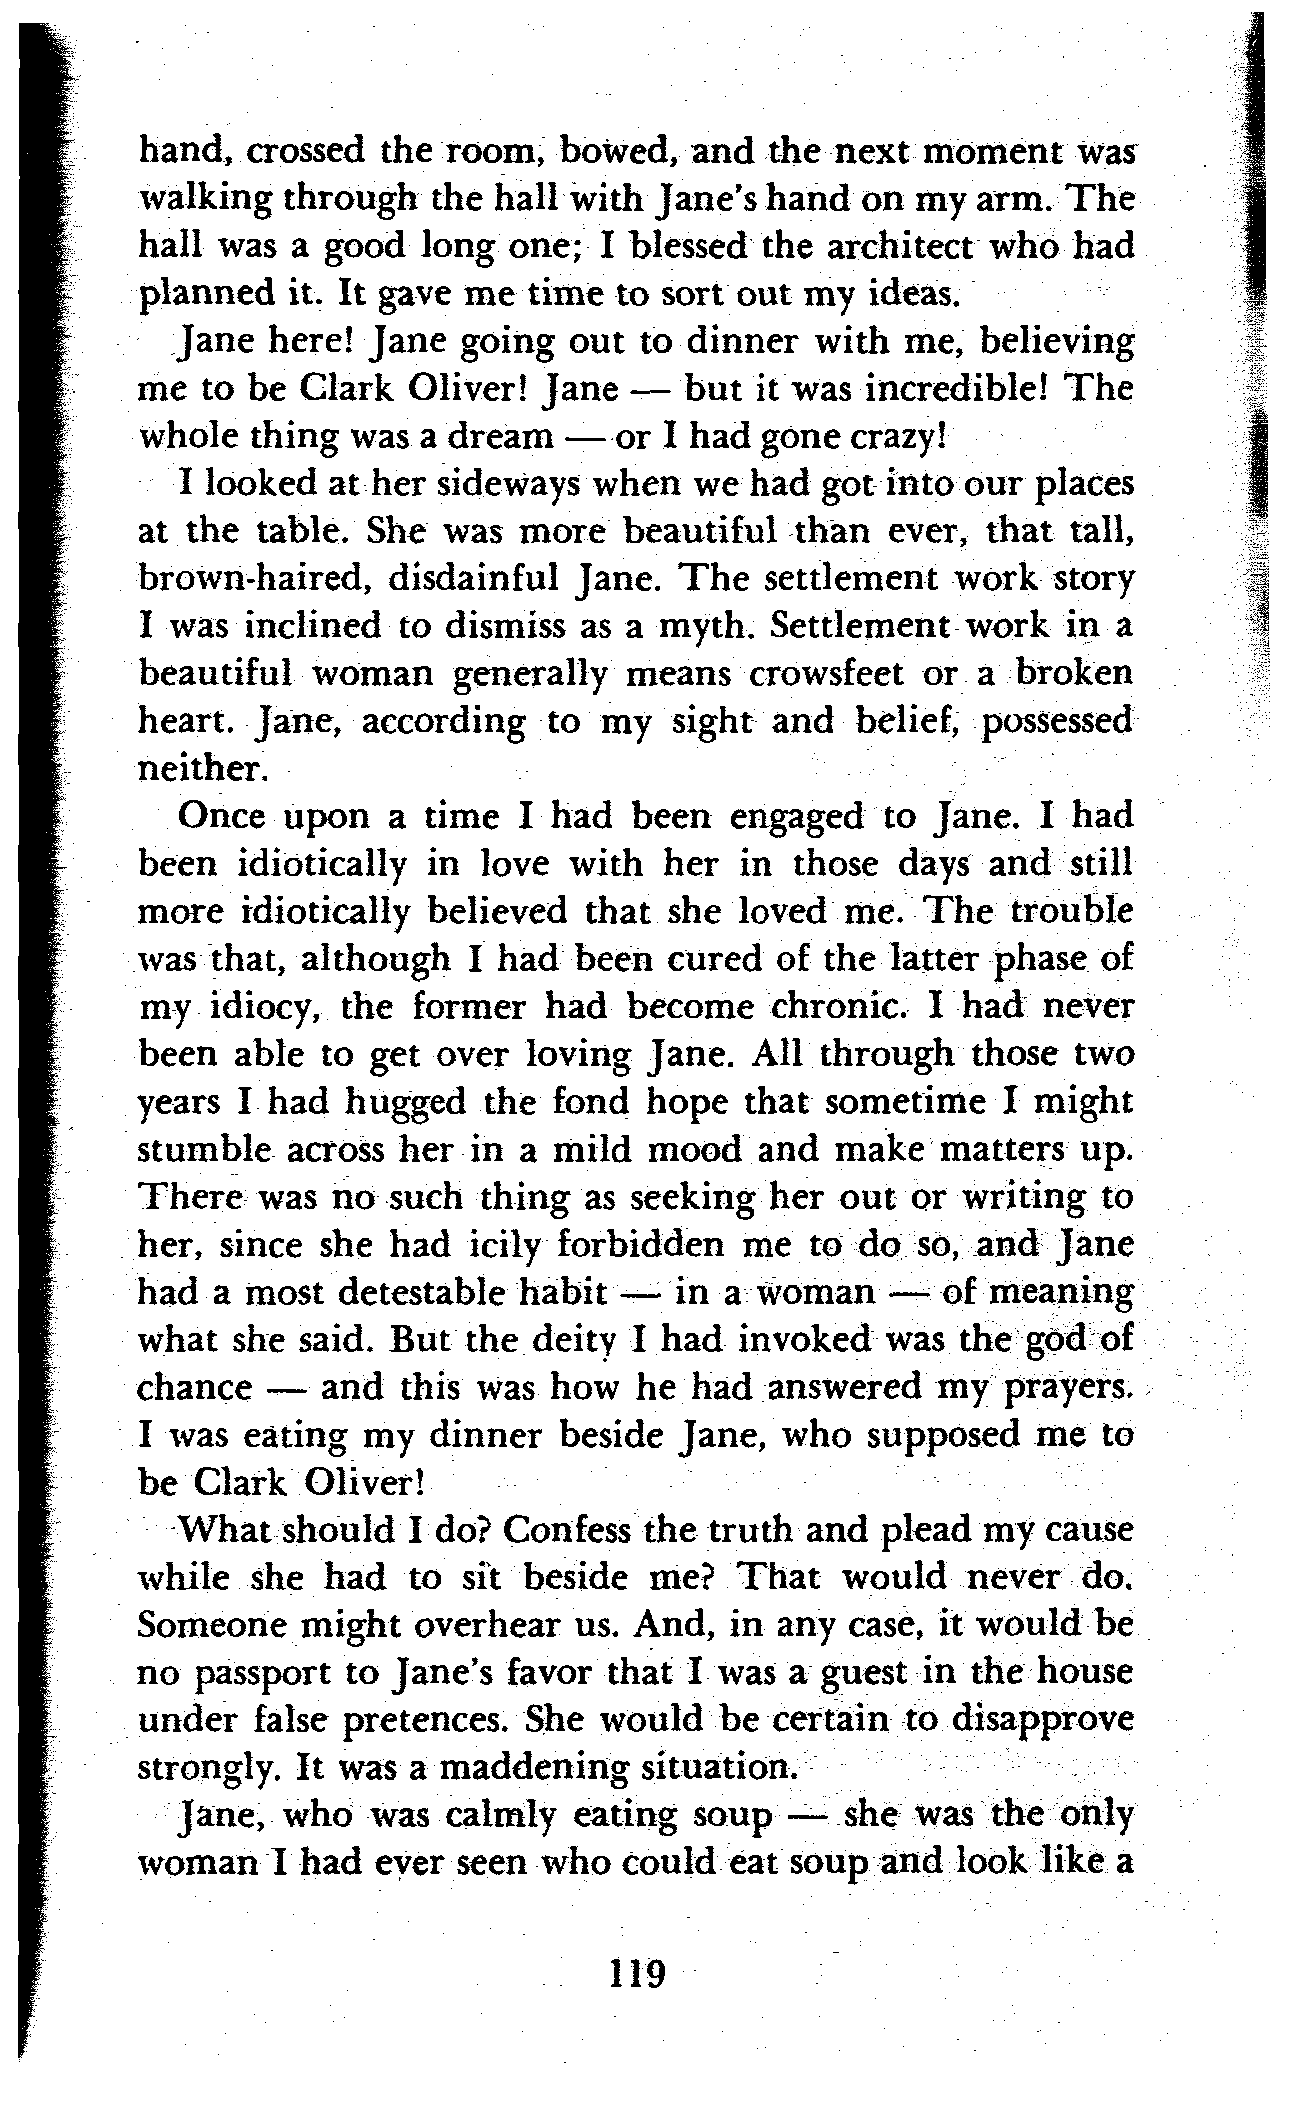 hand, crossed the room, bowed, and the next moment was
walking through the hall with Jane's hand on my arm. The
hall was a good long one; I blessed the architect who had
planned it. It gave me time to sort out my ideas.
Jane here! Jane going out to dinner with me, believing
me to be Clark Oliver! Jane — but it was incredible! The
whole thing was a dream — or I had gone crazy!
I looked at her sideways when we had got into our places
at the table. She was more beautiful than ever, that tall,
brown-haired, disdainful Jane. The settlement work story
I was inclined to dismiss as a myth. Settlement work in a
beautiful woman generally means crowsfeet or a broken
heart. Jane, according to my sight and belief, possessed
neither.
Once upon a time I had been engaged to Jane. I had
been idiotically in love with her in those days and still
more idiotically believed that she loved me. The trouble
was that, although I had been cured of the latter phase of
my idiocy, the former had become chronic. I had never
been able to get over loving Jane. All through those two
years I had hugged the fond hope that sometime I might
stumble across her in a mild mood and make matters up.
There was no such thing as seeking her out or writing to
her, since she had icily forbidden me to do so, and Jane
had a most detestable habit — in a woman — of meaning
what she said. But the deity I had invoked was the god of
chance — and this was how he had answered my prayers.
I was eating my dinner beside Jane, who supposed me to
be Clark Oliver!
What should I do? Confess the truth and plead my cause
while she had to sit beside me? That would never do.
Someone might overhear us. And, in any case, it would be
no passport to Jane's favor that I was a guest in the house
under false pretences. She would be certain to disapprove
strongly. It was a maddening situation.
Jane, who was calmly eating soup — she was the only
woman I had ever seen who could eat soup and look like a
119